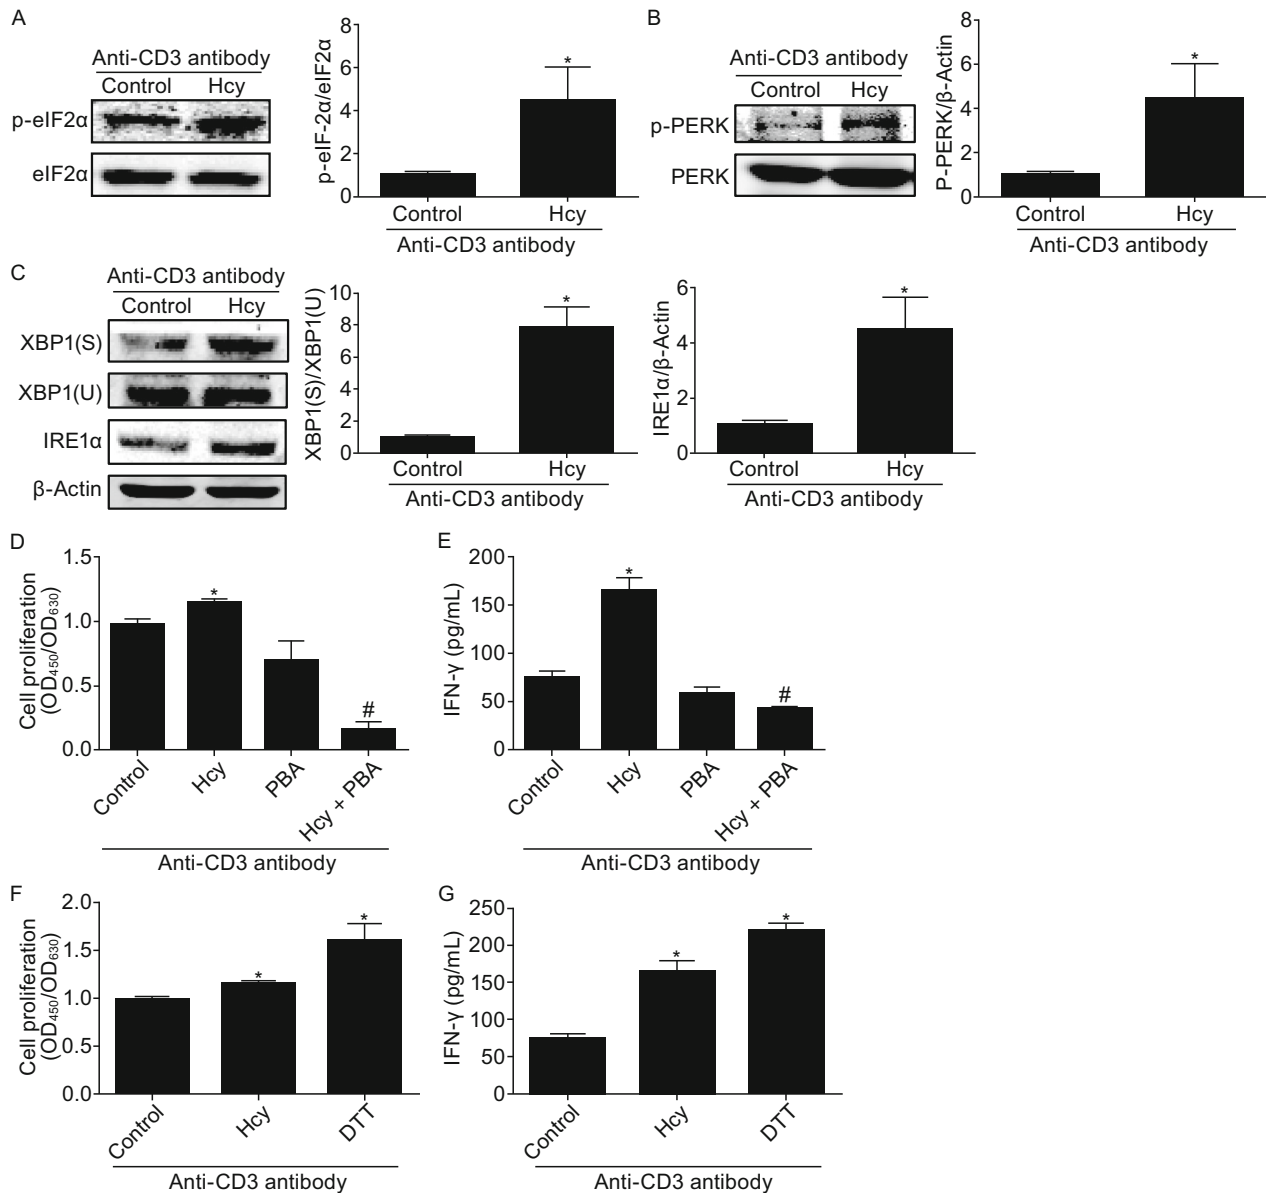 A
Anti-CD3 antibody
Control Hcy
p-eIF2α
eIF2α
p-eIF-2α/eIF2α
8
6
4
2
0
Control Hcy
Anti-CD3 antibody
B
Anti-CD3 antibody
Control Hcy
p-PERK
PERK
P-PERK/β-Actin
8
6
4
2
0
*
*
Control Hcy
Anti-CD3 antibody
C
Anti-CD3 antibody
Control Hcy
XBP1(S)
XBP1(U)
IRE1α
β-Actin
XBP1(S)/XBP1(U)
10
8
6
4
2
0
*
Control Hcy
Anti-CD3 antibody
IRE1α/β-Actin
6
4
2
0
*
Control Hcy
Anti-CD3 antibody
D
Cell proliferation
(OD450/OD630)
1.5
1.0
0.5
0.0
*
#
Control Hcy PBA Hcy + PBA
Anti-CD3 antibody
E
IFN-γ (pg/mL)
200
150
100
50
0
*
#
Control Hcy PBA Hcy + PBA
Anti-CD3 antibody
F
Cell proliferation
(OD450/OD630)
2.0
1.5
1.0
0.5
0.0
*
*
Control Hcy DTT
Anti-CD3 antibody
G
IFN-γ (pg/mL)
250
200
150
100
50
0
*
*
Control Hcy DTT
Anti-CD3 antibody